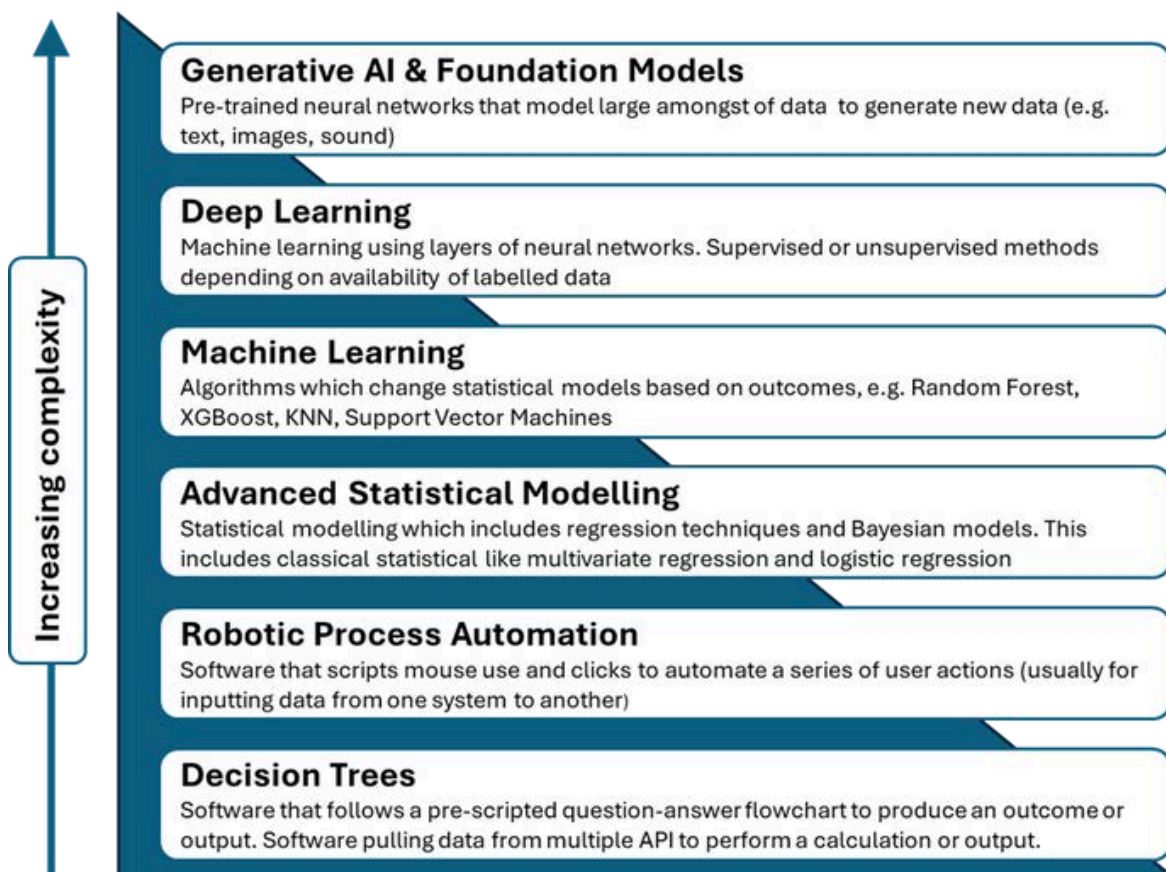 Increasing complexity
Generative AI & Foundation Models
Pre-trained neural networks that model large amongst of data to generate new data (e.g.
text, images, sound)
Deep Learning
Machine learning using layers of neural networks. Supervised or unsupervised methods
depending on availability of labelled data
Machine Learning
Algorithms which change statistical models based on outcomes, e.g. Random Forest,
XGBoost, KNN, Support Vector Machines
Advanced Statistical Modelling
Statistical modelling which includes regression techniques and Bayesian models. This
includes classical statistical like multivariate regression and logistic regression
Robotic Process Automation
Software that scripts mouse use and clicks to automate a series of user actions (usually for
inputting data from one system to another)
Decision Trees
Software that follows a pre-scripted question-answer flowchart to produce an outcome or
output. Software pulling data from multiple API to perform a calculation or output.